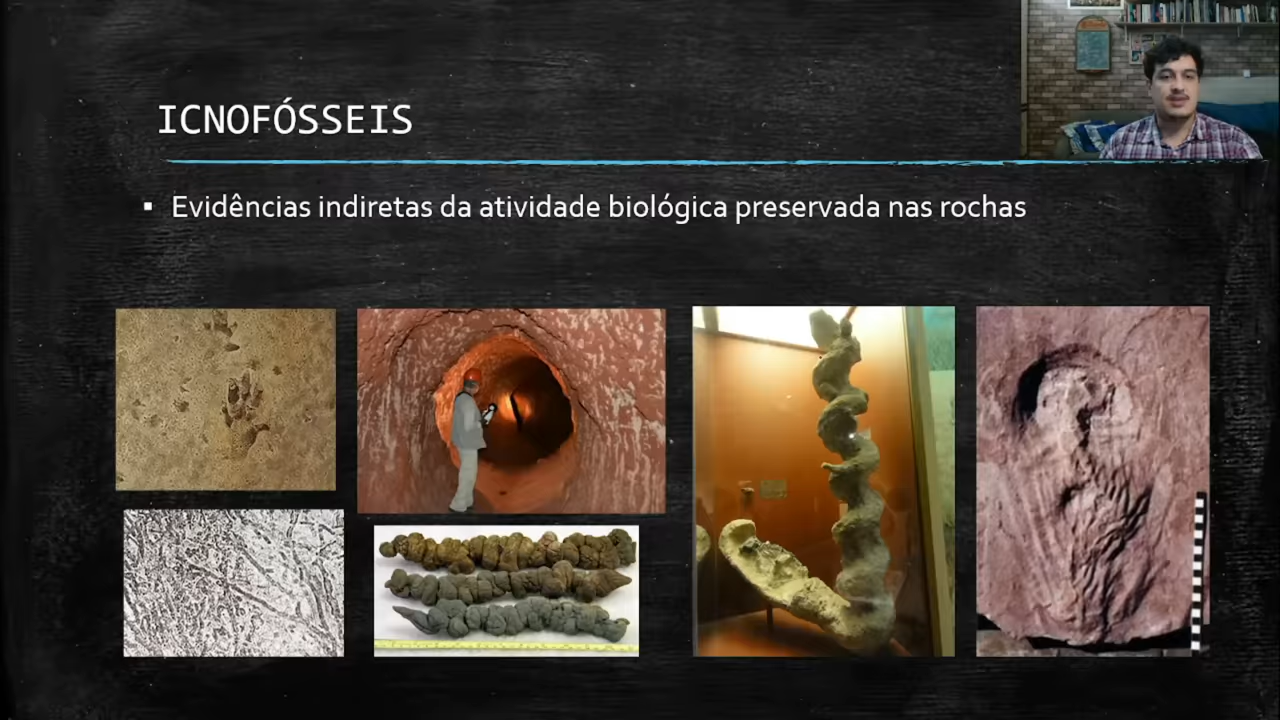 ICNOFÓSSEIS
▪ Evidências indiretas da atividade biológica preservada nas rochas